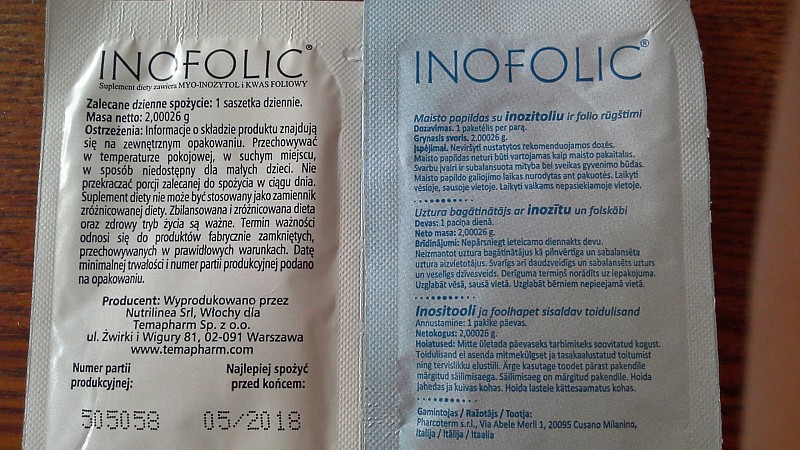 INOFOLIC®
Suplement diety zawiera MYO-INOZYTOL i KWAS FOLIOWY
Zalecane dzienne spożycie: 1 saszetka dziennie.
Masa netto: 2,00026 g
Ostrzeżenia: Informacje o składzie produktu znajdują
się na zewnętrznym opakowaniu. Przechowywać
w temperaturze pokojowej, w suchym miejscu,
w sposób niedostępny dla małych dzieci. Nie
przekraczać porcji zalecanej do spożycia w ciągu dnia.
Suplement diety nie może być stosowany jako zamiennik
zróżnicowanej diety. Zbilansowana i zróżnicowana dieta
oraz zdrowy tryb życia są ważne. Termin ważności
odnosi się do produktów fabrycznie zamkniętych,
przechowywanych w prawidłowych warunkach. Datę
minimalnej trwałości i numer partii produkcyjnej podano
na opakowaniu.
Producent: Wyprodukowano przez
Nutrilinea Srl, Włochy dla
Temapharm Sp. z o.o.
ul. Żwirki i Wigury 81, 02-091 Warszawa
www.temapharm.com
Numer partii
produkcyjnej:
Najlepiej spożyć
przed końcem:
505058
05/2018
INOFOLIC®
Maisto papildas su inozitoliu ir folio rūgštimi
Dozavimas. 1 paketėlis per parą.
Grynasis svoris. 2,00026 g.
Įspėjimai. Neviršyti nustatytos rekomenduojamos dozės.
Maisto papildas neturi būti vartojamas kaip maisto pakaitalas.
Svarbu įvairi ir subalansuota mityba bei sveikas gyvenimo būdas.
Maisto papildo galiojimo laikas nurodytas ant pakuotės. Laikyti
vėsioje, sausoje vietoje. Laikyti vaikams nepasiekiamoje vietoje.
Uztura bagātinātājs ar inozītu un folskābi
Devas: 1 paciņa dienā.
Neto masa: 2,00026 g.
Brīdinājumi: Nepārsniegt ieteicamo diennakts devu.
Neizmantot uztura bagātinātājus kā pilnvērtīga un sabalansēta
uztura aizvietotājus. Svarīgs arī daudzveidīgs un sabalansēts uzturs
un veselīgs dzīvesveids. Derīguma termiņš norādīts uz iepakojuma.
Uzglabāt vēsā, sausā vietā. Uzglabāt bērniem nepieejamā vietā.
Inositooli ja foolhapet sisaldav toidulisand
Annustamine: 1 pakike päevas.
Netokogus: 2,00026 g.
Hoiatused: Mitte ületada päevaseks tarbimiseks soovitatud kogust.
Toidulisand ei asenda mitmekülgset ja tasakaalustatud toitumist
ning tervislikku elustiili. Ärge kasutage toodet pärast pakendile
märgitud säilimisaega. Säilimisaeg on märgitud pakendile. Hoida
jahedas ja kuivas kohas. Hoida lastele kättesaamatus kohas.
Gamintojas / Ražotājs / Tootja:
Pharcoterm s.r.l., Via Abele Merli 1, 20095 Cusano Milanino,
Italija / Itālija / Itaalia